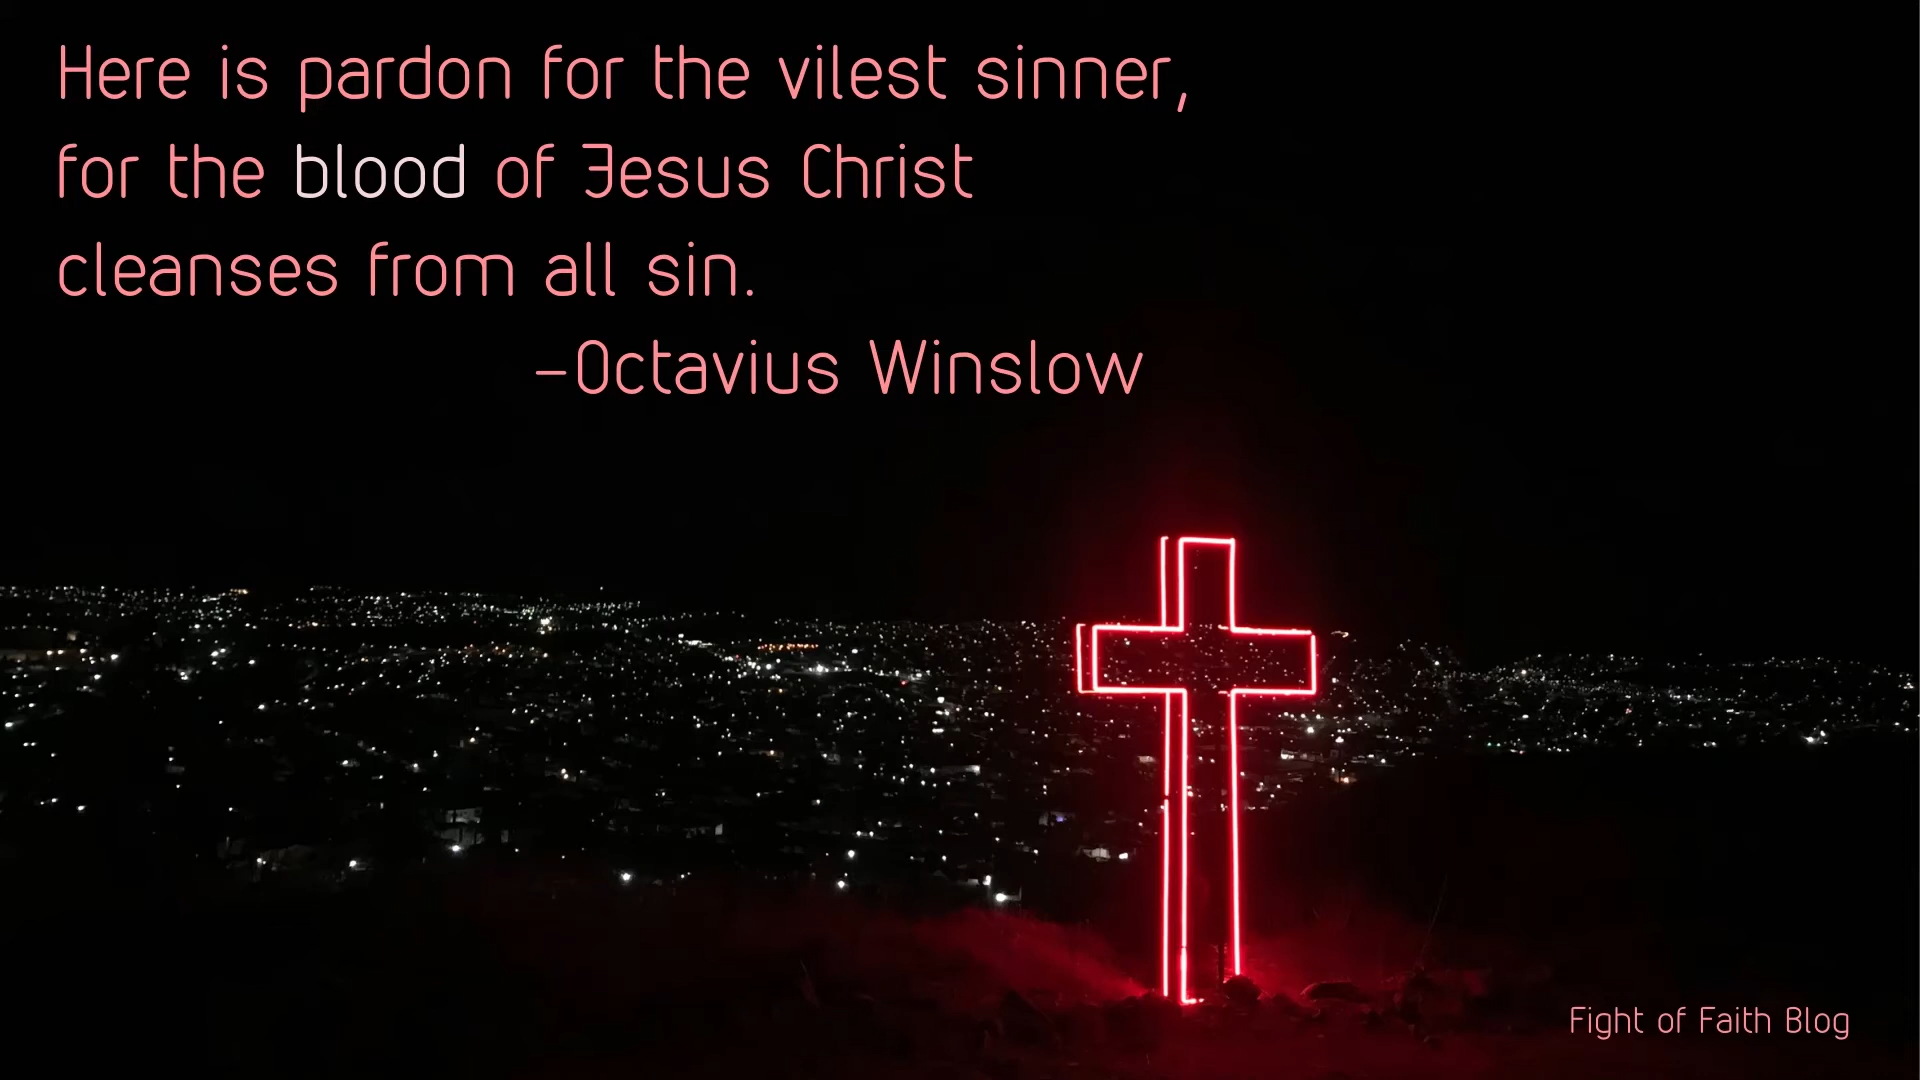 Here is pardon for the vilest sinner,
for the blood of Jesus Christ
cleanses from all sin.
-Octavius Winslow
Fight of Faith Blog